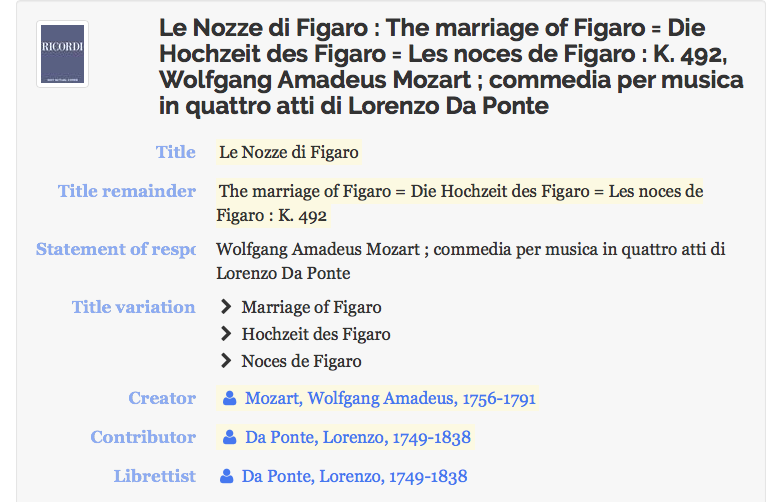 RICORDI
Le Nozze di Figaro : The marriage of Figaro = Die
Hochzeit des Figaro = Les noces de Figaro : K. 492,
Wolfgang Amadeus Mozart ; commedia per musica
in quattro atti di Lorenzo Da Ponte
Title Le Nozze di Figaro
Title remainder The marriage of Figaro = Die Hochzeit des Figaro = Les noces de
Figaro : K. 492
Statement of respo Wolfgang Amadeus Mozart ; commedia per musica in quattro atti di
Lorenzo Da Ponte
Title variation Marriage of Figaro
Hochzeit des Figaro
Noces de Figaro
Creator Mozart, Wolfgang Amadeus, 1756-1791
Contributor Da Ponte, Lorenzo, 1749-1838
Librettist Da Ponte, Lorenzo, 1749-1838